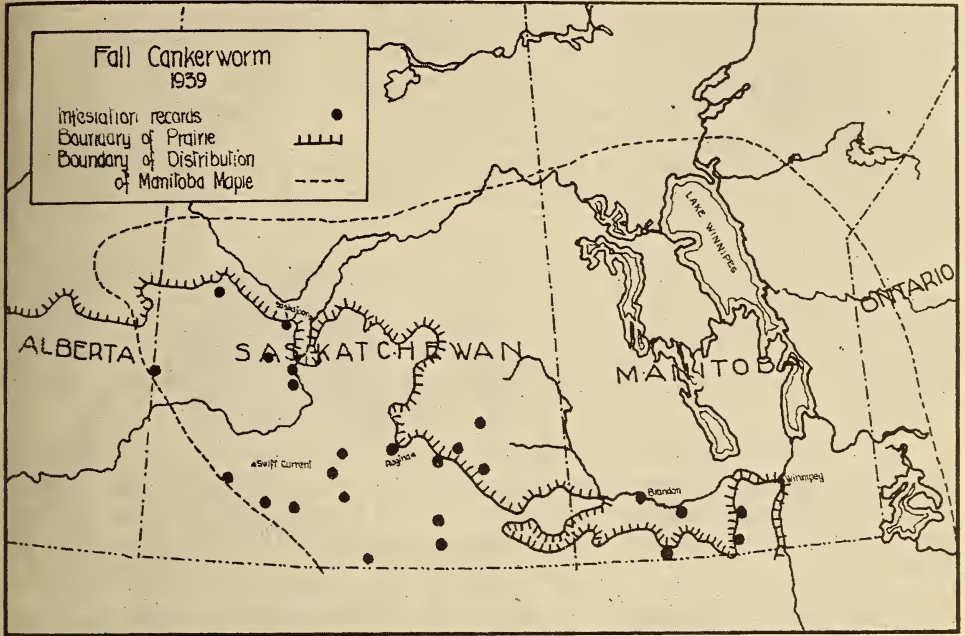 Fall Cankerworm
1939
Infestation records
Boundary of Prairie
Boundary of Distribution
of Manitoba Maple
LAKE WINNIPEG
ONTARIO
Saskatoon
ALBERTA
SASKATCHEWAN
MANITOBA
Swift Current
Regina
Brandon
Winnipeg